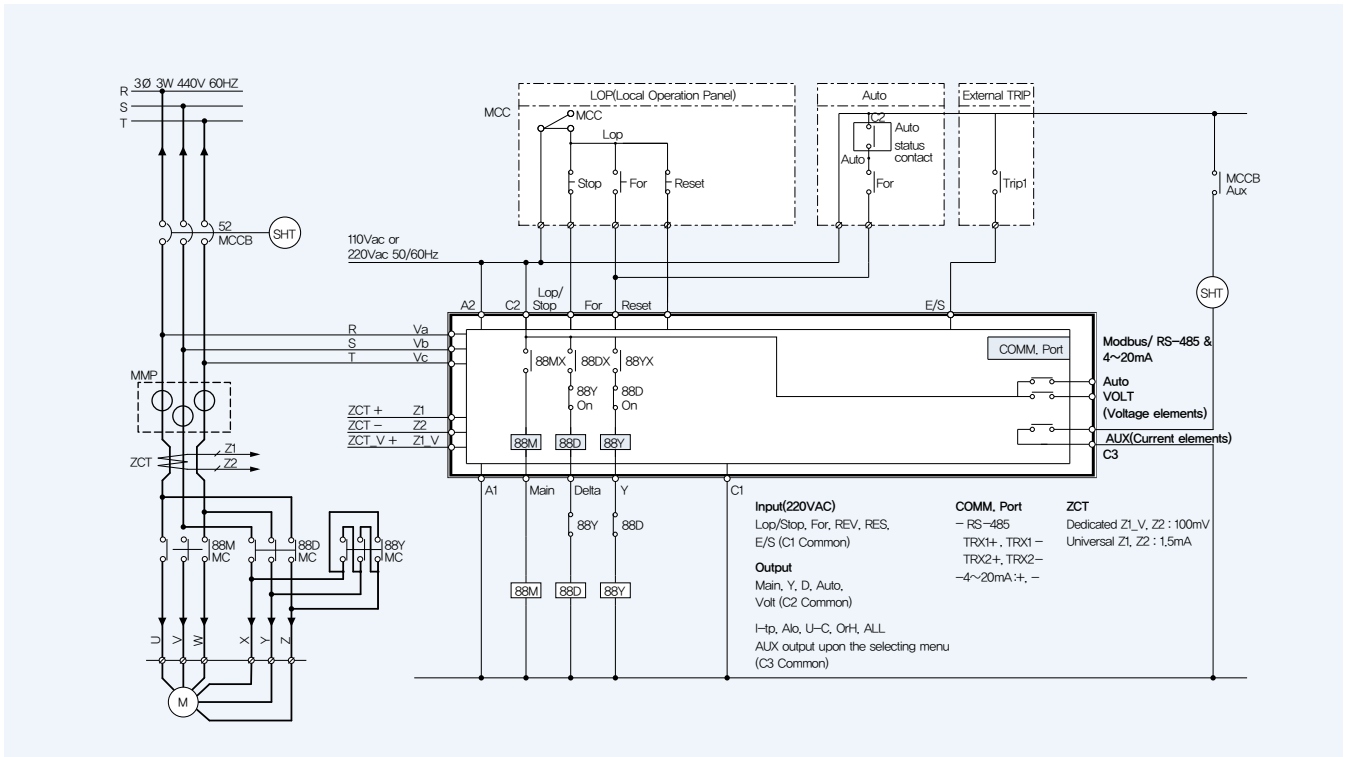 3Ø 3W 440V 60HZ
R
S
T
52
MCCB
SHT
LOP(Local Operation Panel)
MCC
MCC
Lop
Stop
For
Reset
Auto
C2
Auto
status
contact
Auto
For
External TRIP
Trip1
MCCB
Aux
SHT
110Vac or
220Vac 50/60Hz
A2
C2
Lop/
Stop
For
Reset
E/S
R Va
S Vb
T Vc
MMP
ZCT + Z1
ZCT - Z2
ZCT_V + Z1_V
88MX
88DX
88YX
88Y
On
88D
On
88M
88D
88Y
COMM. Port
Modbus/ RS-485 &
4~20mA
Auto
VOLT
(Voltage elements)
AUX(Current elements)
C3
ZCT
Z1
Z2
A1
Main
Delta
Y
C1
88Y
88D
88M
88D
88Y
88M
MC
88D
MC
88Y
MC
U
V
W
X
Y
Z
M
Input(220VAC)
Lop/Stop, For, REV, RES,
E/S (C1 Common)
Output
Main, Y, D, Auto,
Volt (C2 Common)
I-tp, Alo, U-C, OrH, ALL
AUX output upon the selecting menu
(C3 Common)
COMM. Port
- RS-485
TRX1+, TRX1-
TRX2+, TRX2-
-4~20mA :+, -
ZCT
Dedicated Z1_V, Z2 : 100mV
Universal Z1, Z2 : 1.5mA